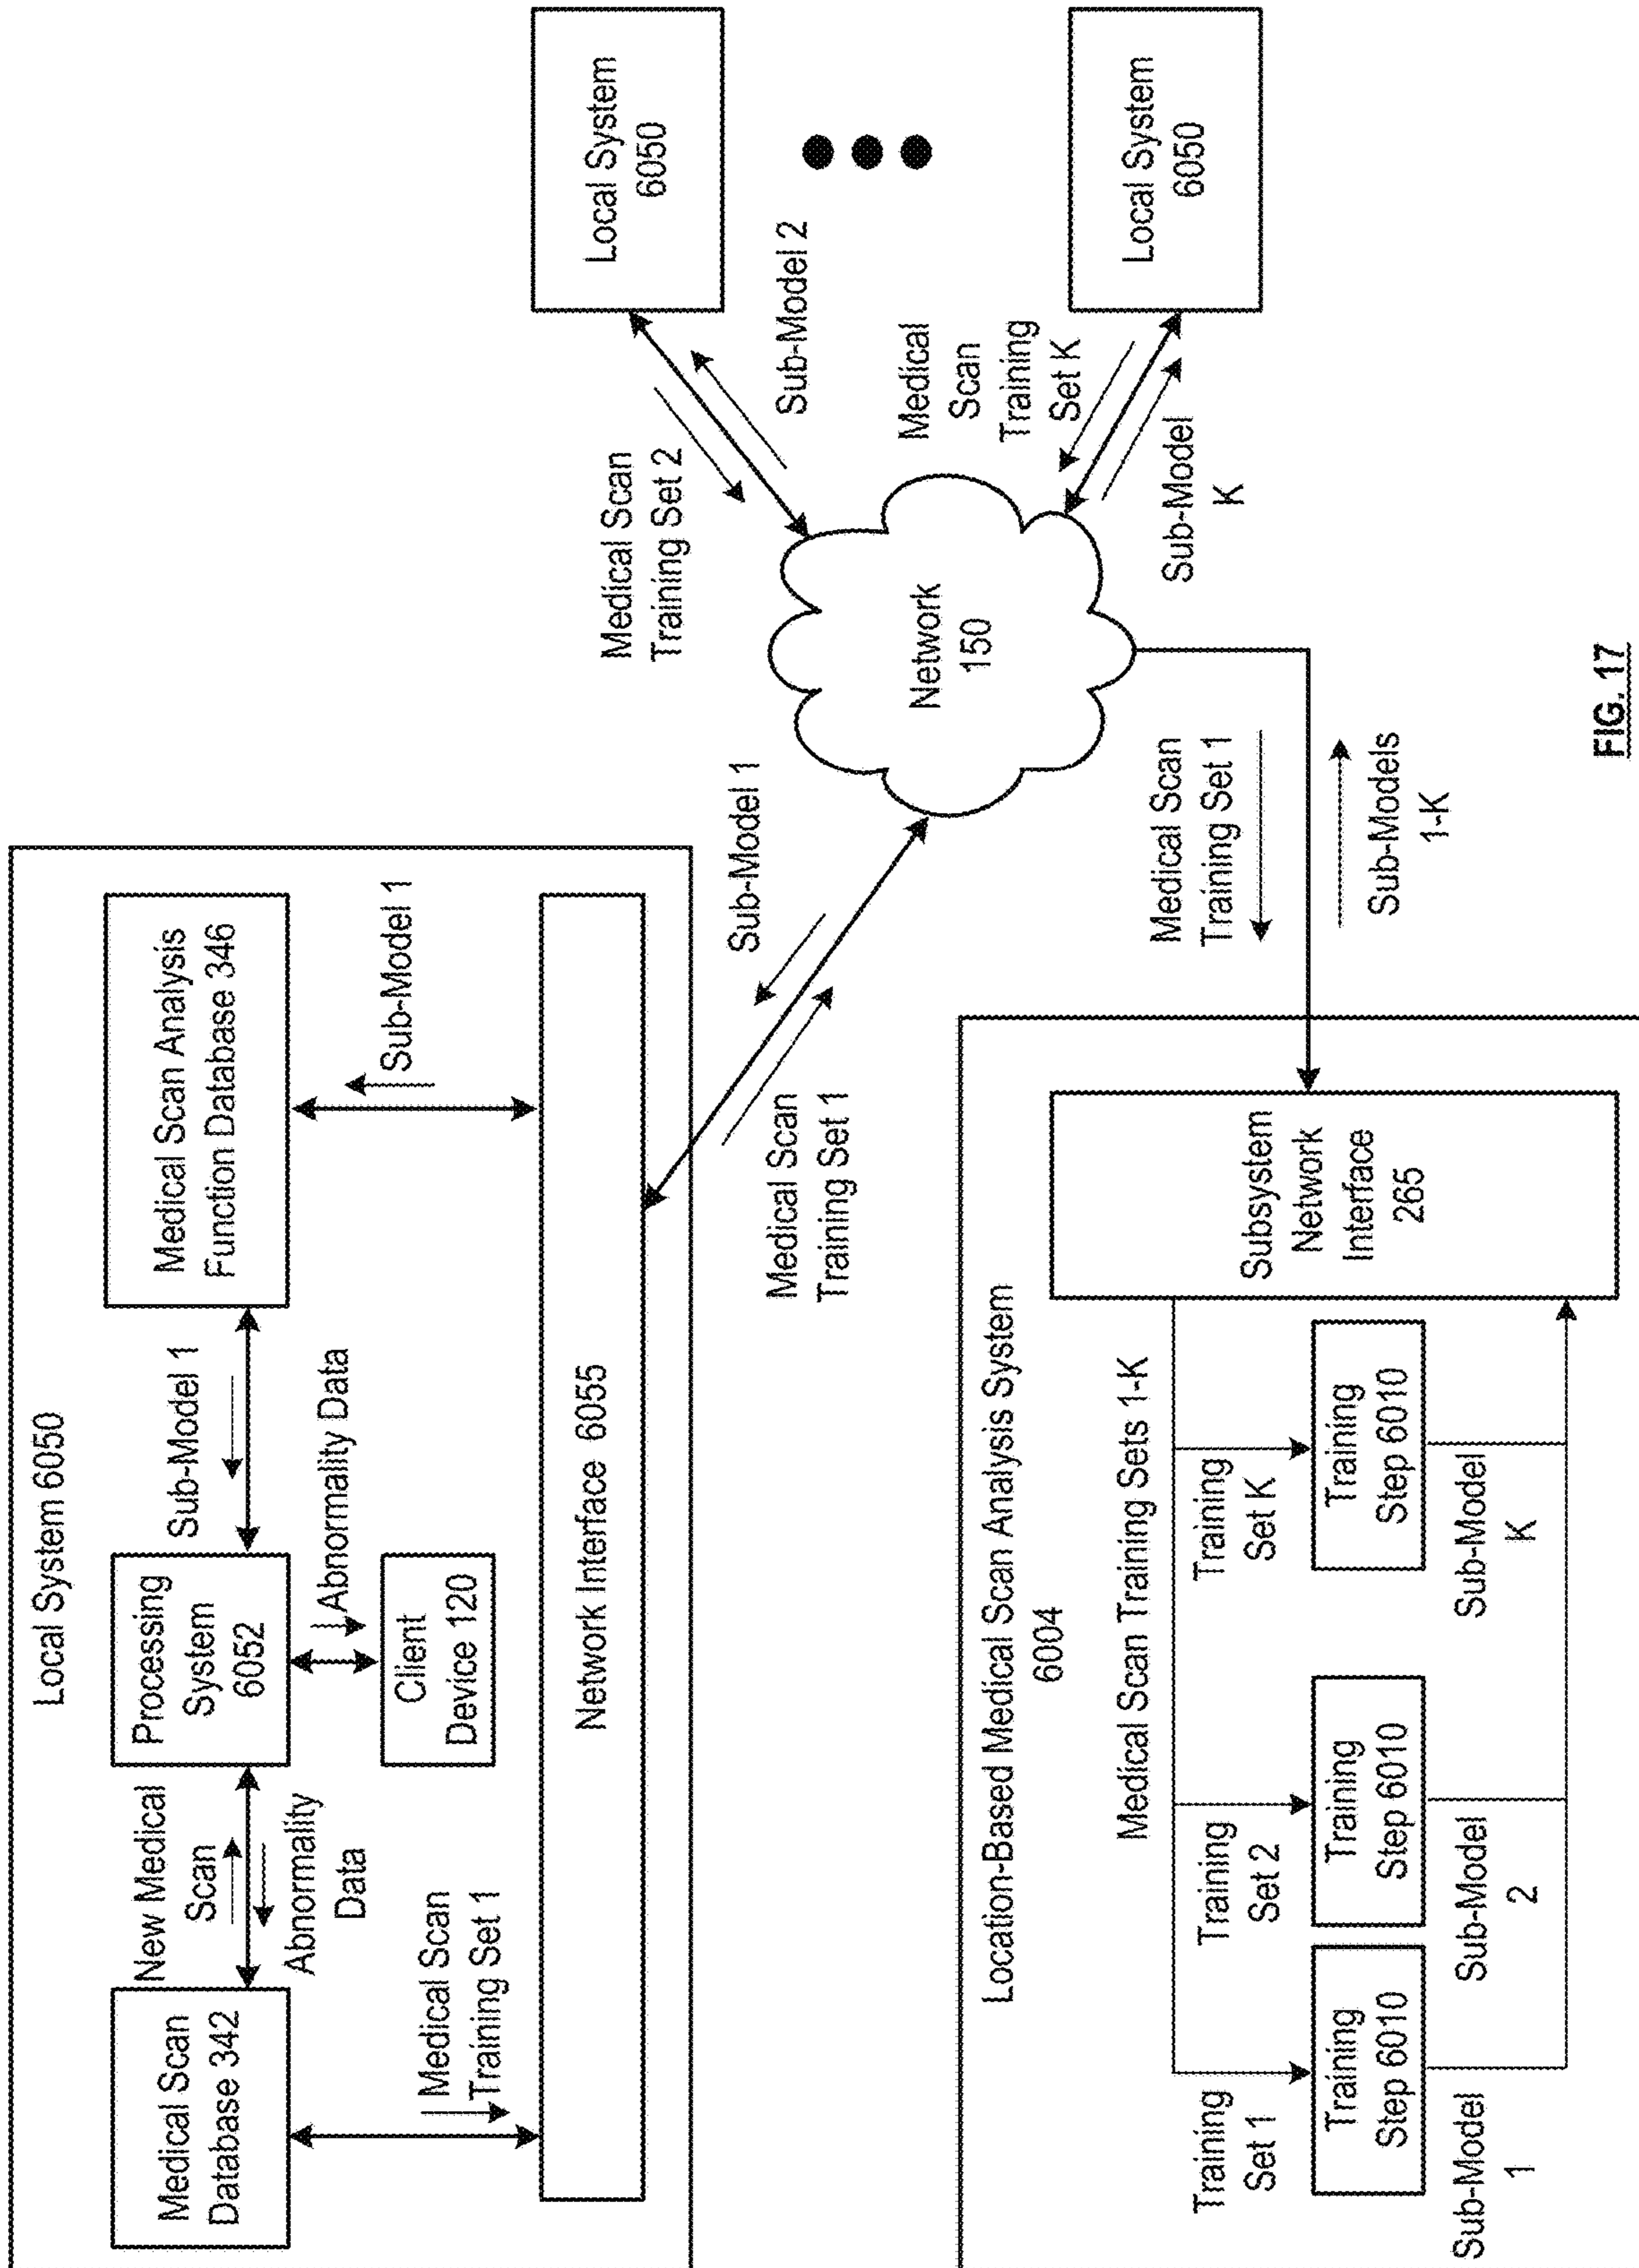 Local System 6050
Medical Scan
Database 342
New Medical
Scan
Abnormality
Data
Processing
System
6052
Sub-Model 1
Medical Scan Analysis
Function Database 346
Abnormality Data
Client
Device 120
Medical Scan
Training Set 1
Sub-Model 1
Network Interface 6055
Sub-Model 1
Medical Scan
Training Set 1
Medical Scan
Training Set 2
Sub-Model 2
Local System
6050
Network
150
Medical
Scan
Training
Set K
Sub-Model
K
Local System
6050
Location-Based Medical Scan Analysis System
6004
Medical Scan Training Sets 1-K
Training
Set 1
Training
Set 2
Training
Set K
Training
Step 6010
Training
Step 6010
Training
Step 6010
Sub-Model
1
Sub-Model
2
Sub-Model
K
Subsystem
Network
Interface
265
Medical Scan
Training Set 1
Sub-Models
1-K
FIG. 17